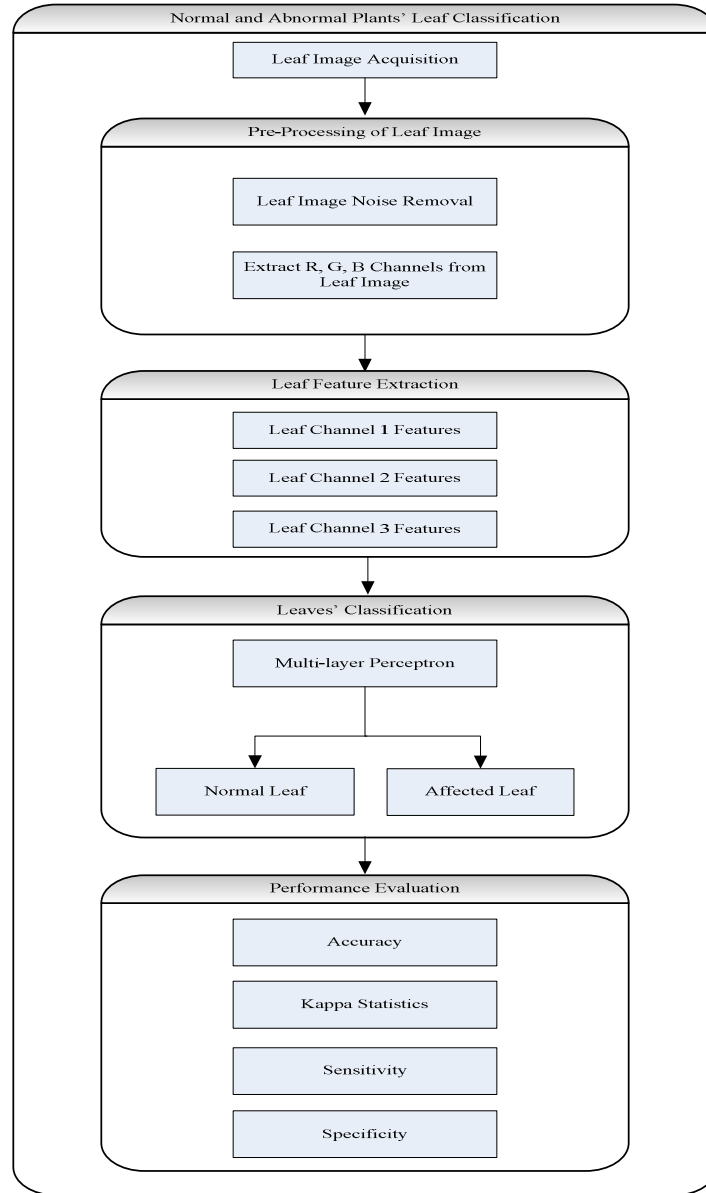 Normal and Abnormal Plants’ Leaf Classification
Leaf Image Acquisition
Pre-Processing of Leaf Image
Leaf Image Noise Removal
Extract R, G, B Channels from
Leaf Image
Leaf Feature Extraction
Leaf Channel 1 Features
Leaf Channel 2 Features
Leaf Channel 3 Features
Leaves’ Classification
Multi-layer Perceptron
Normal Leaf
Affected Leaf
Performance Evaluation
Accuracy
Kappa Statistics
Sensitivity
Specificity